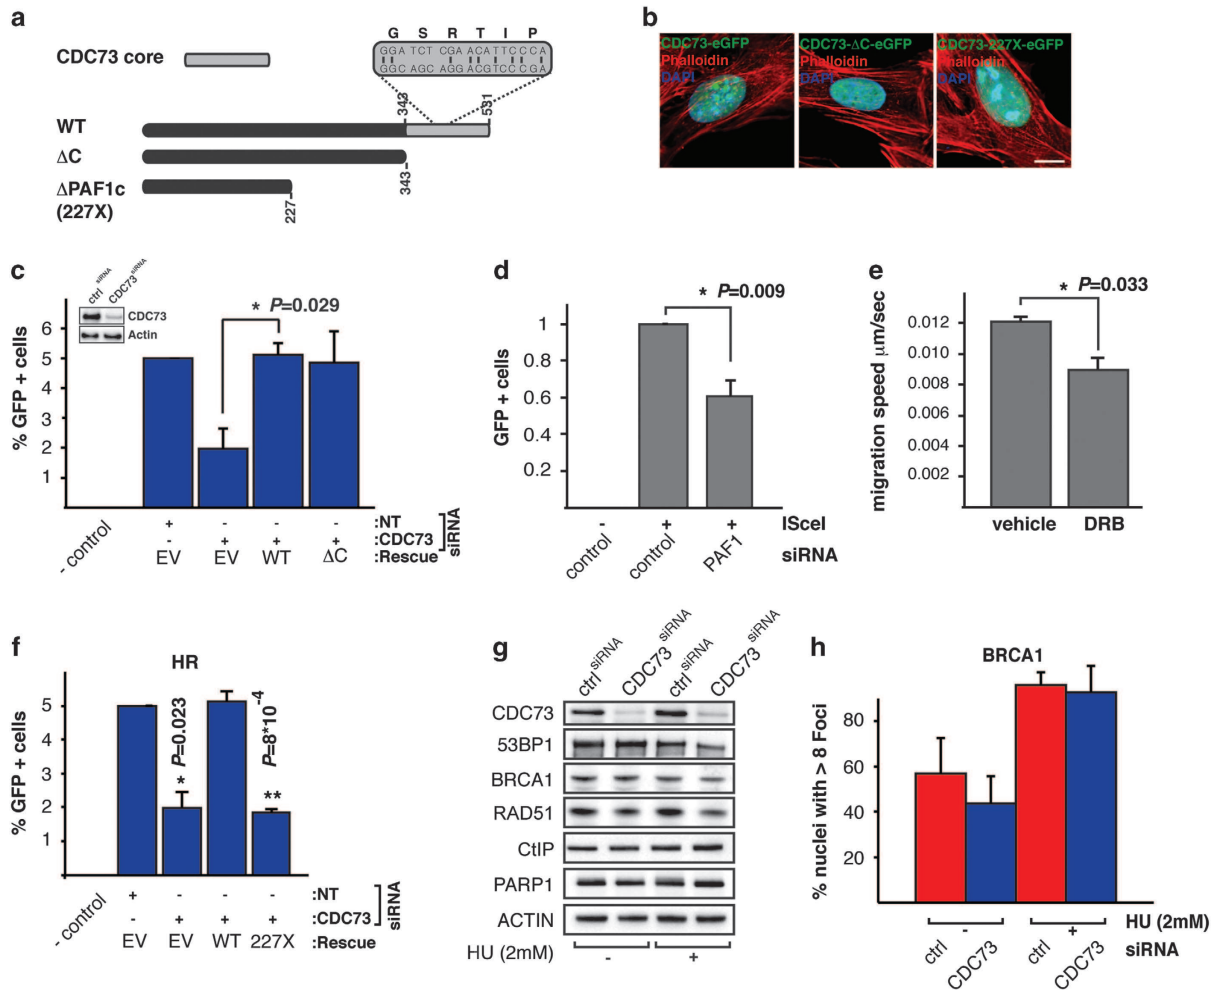 a
G S R T I P
CDC73 core
GGA TCT CGA ACA TTC CCA
GGC AGC AGG ACG TCC CGA
343
531
WT
ΔC
343
ΔPAF1c
(227X)
227
b
CDC73-eGFP
Phalloidin
DAPI
CDC73-ΔC-eGFP
Phalloidin
DAPI
CDC73-227X-eGFP
Phalloidin
DAPI
c
ctrl siRNA
CDC73 siRNA
CDC73
Actin
* P=0.029
% GFP + cells
6
5
4
3
2
1
- control
+ - - - :NT
- + + + :CDC73
siRNA
EV EV WT ΔC :Rescue
d
* P=0.009
GFP + cells
1
0.8
0.6
0.4
0.2
- + + IScel
control control PAF1 siRNA
e
* P=0.033
migration speed μm/sec
0.012
0.010
0.008
0.006
0.004
0.002
vehicle DRB
f
HR
% GFP + cells
5
4
3
2
1
* P=0.023
** P=8*10-4
- control
+ - - - :NT
- + + + :CDC73
siRNA
EV EV WT 227X :Rescue
g
ctrl siRNA
CDC73 siRNA
ctrl siRNA
CDC73 siRNA
CDC73
53BP1
BRCA1
RAD51
CtIP
PARP1
ACTIN
HU (2mM) - +
h
BRCA1
% nuclei with > 8 Foci
80
60
40
20
- + HU (2mM)
ctrl CDC73 ctrl CDC73 siRNA